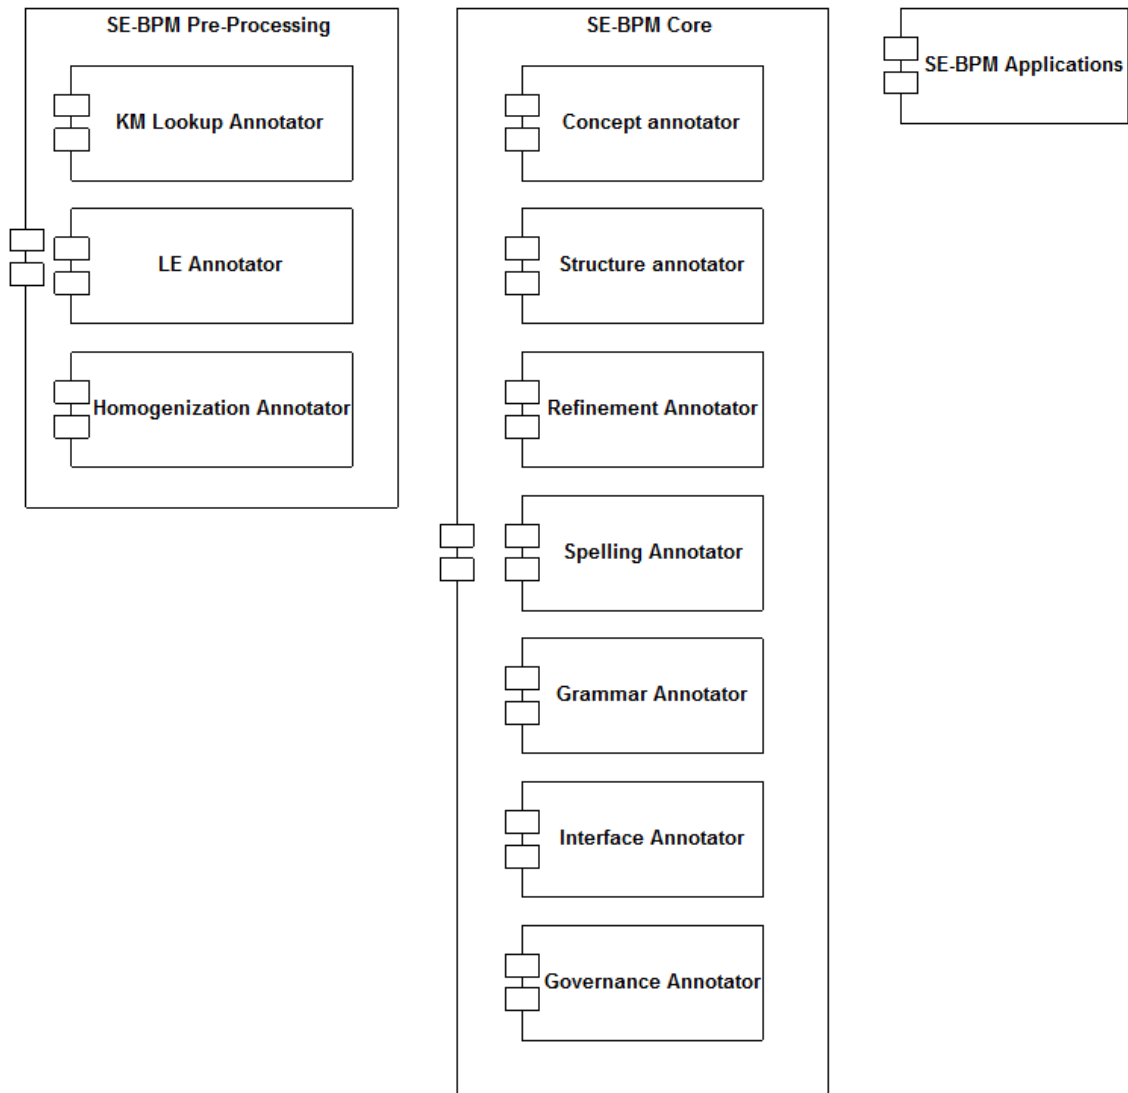 SE-BPM Pre-Processing
KM Lookup Annotator
LE Annotator
Homogenization Annotator
SE-BPM Core
Concept annotator
Structure annotator
Refinement Annotator
Spelling Annotator
Grammar Annotator
Interface Annotator
Governance Annotator
SE-BPM Applications